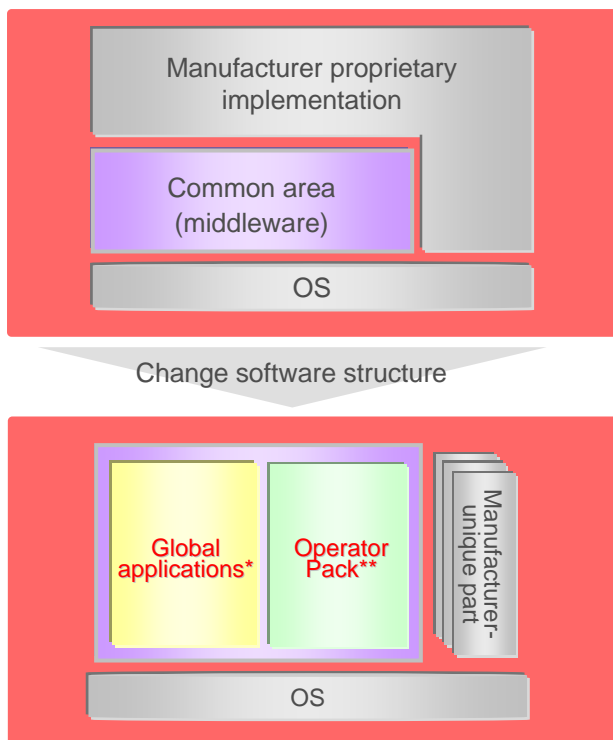 Manufacturer proprietary
implementation
Common area
(middleware)
OS
Change software structure
Global
applications*
Operator
Pack**
Manufacturer-
unique part
OS